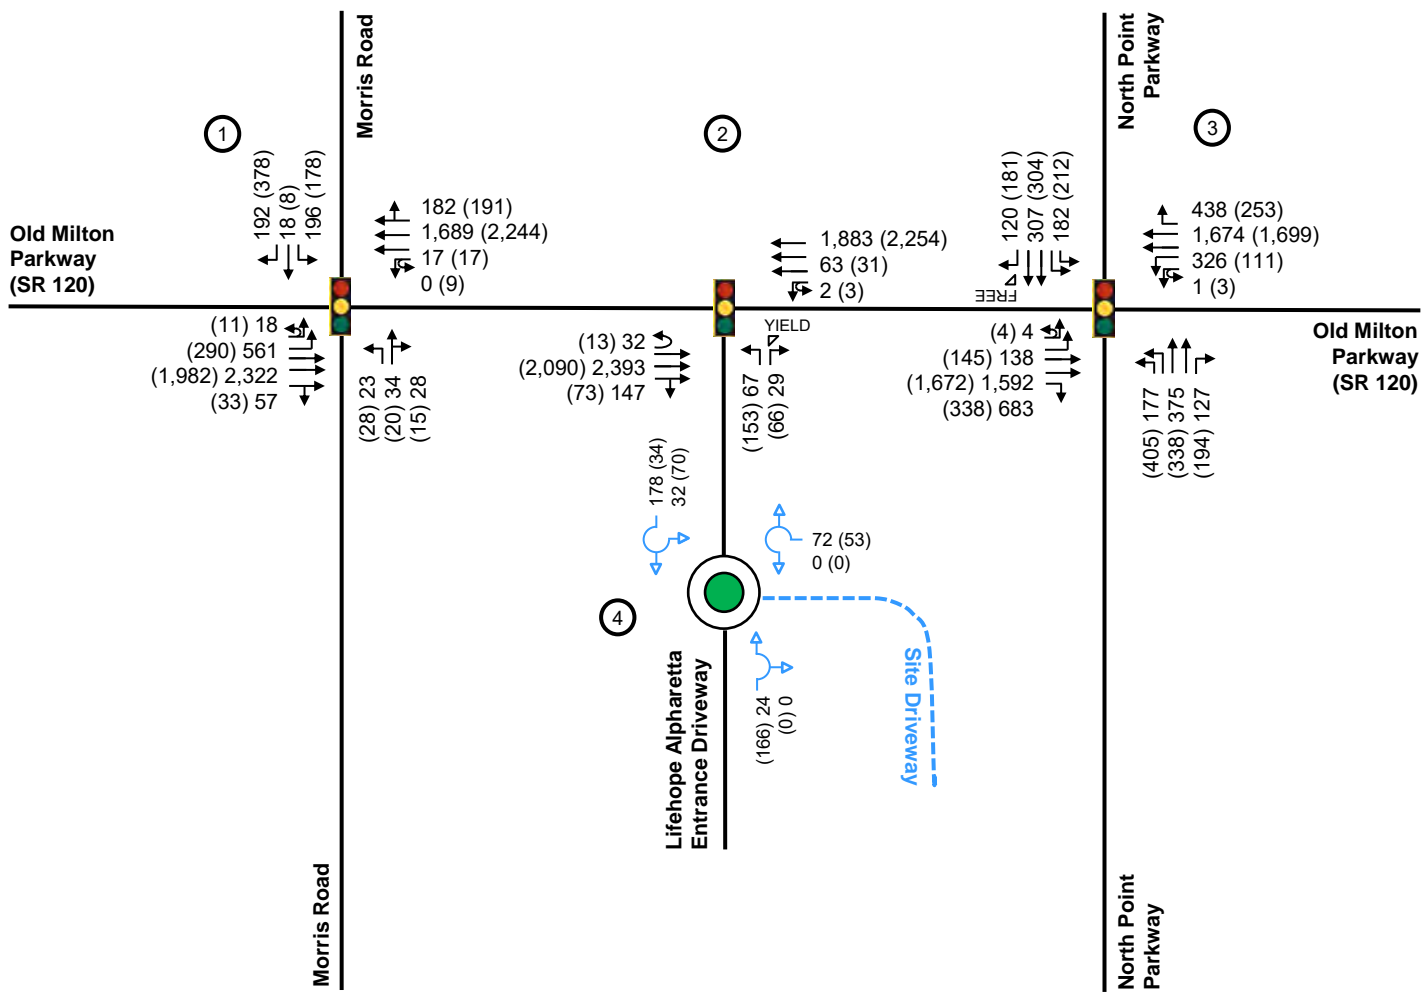 Morris Road
North Point
Parkway
1
2
3
192 (378)
18 (8)
196 (178)
182 (191)
1,689 (2,244)
17 (17)
0 (9)
Old Milton
Parkway
(SR 120)
1,883 (2,254)
63 (31)
2 (3)
120 (181)
307 (304)
182 (212)
FREE
438 (253)
1,674 (1,699)
326 (111)
1 (3)
(11) 18
(290) 561
(1,982) 2,322
(33) 57
(28) 23
(20) 34
(15) 28
(13) 32
(2,090) 2,393
(73) 147
YIELD
(153) 67
(66) 29
(4) 4
(145) 138
(1,672) 1,592
(338) 683
(405) 177
(338) 375
(194) 127
Old Milton
Parkway
(SR 120)
178 (34)
32 (70)
72 (53)
0 (0)
4
(166) 24
(0) 0
Lifehope Alpharetta
Entrance Driveway
Site Driveway
Morris Road
North Point
Parkway